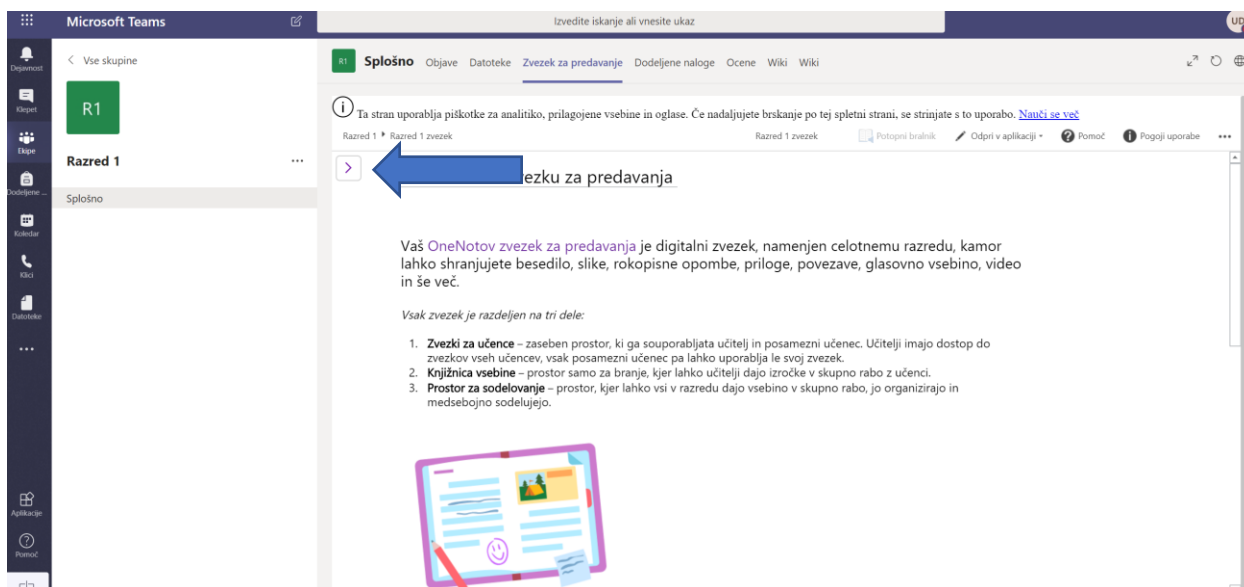 Microsoft Teams
Izvedite iskanje ali vnesite ukaz
UD
Dejavnost
Klepet
Ekipe
Dodeljene ...
Koledar
Klici
Datoteke
Aplikacije
Pomoč
Vse skupine
R1
Razred 1
Splošno
R1 Splošno Objave Datoteke Zvezek za predavanje Dodeljene naloge Ocene Wiki Wiki
Ta stran uporablja piškotke za analitiko, prilagojene vsebine in oglase. Če nadaljujete brskanje po tej spletni strani, se strinjate s to uporabo. Nauči se več
Razred 1 Razred 1 zvezek
Razred 1 zvezek Potopni bralnik Odpri v aplikaciji Pomoč Pogoji uporabe
ezku za predavanja
Vaš OneNotov zvezek za predavanja je digitalni zvezek, namenjen celotnemu razredu, kamor
lahko shranjujete besedilo, slike, rokopisne opombe, priloge, povezave, glasovno vsebino, video
in še več.
Vsak zvezek je razdeljen na tri dele:
1. Zvezki za učence – zaseben prostor, ki ga souporabljata učitelj in posamezni učenec. Učitelji imajo dostop do
zvezkov vseh učencev, vsak posamezni učenec pa lahko uporablja le svoj zvezek.
2. Knjižnica vsebine – prostor samo za branje, kjer lahko učitelji dajo izročke v skupno rabo z učenci.
3. Prostor za sodelovanje – prostor, kjer lahko vsi v razredu dajo vsebino v skupno rabo, jo organizirajo in
medsebojno sodelujejo.